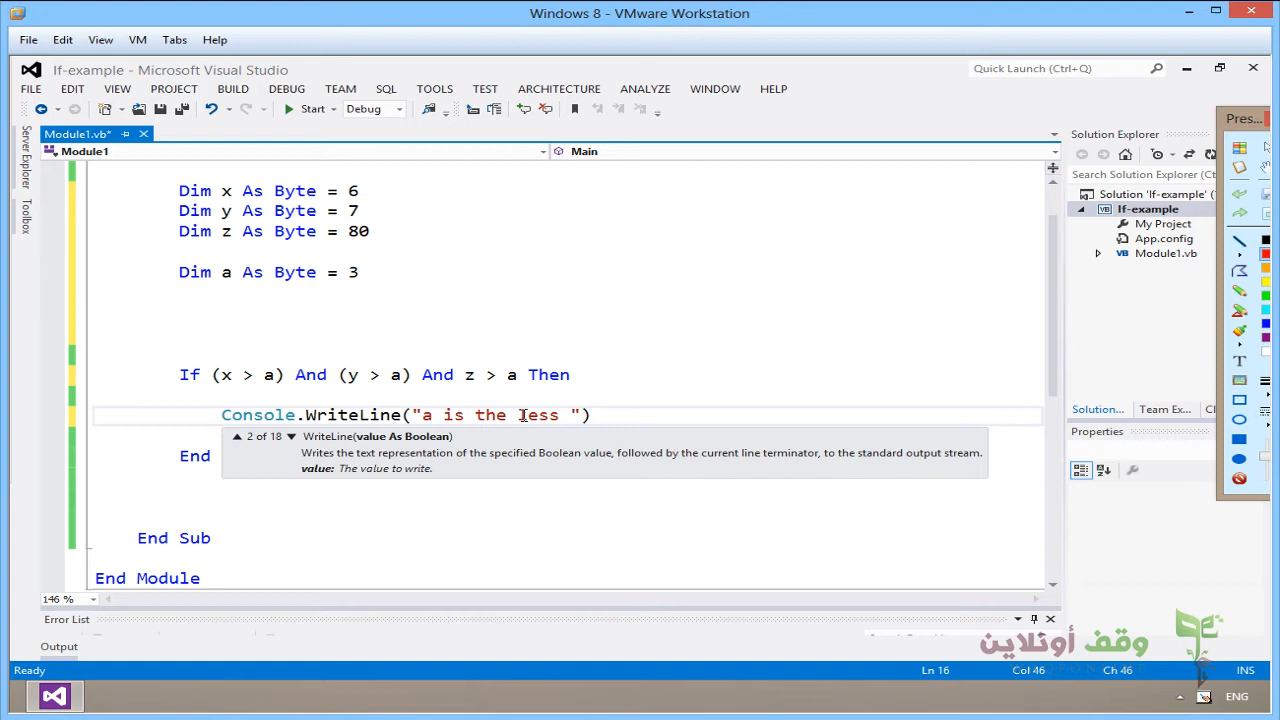 Windows 8 - VMware Workstation
File Edit View VM Tabs Help
If-example - Microsoft Visual Studio
Quick Launch (Ctrl+Q)
FILE EDIT VIEW PROJECT BUILD DEBUG TEAM SQL TOOLS TEST ARCHITECTURE ANALYZE WINDOW HELP
Start Debug
Pres...
Server Explorer
Toolbox
Module1.vb*
Module1
Main
Dim x As Byte = 6
Dim y As Byte = 7
Dim z As Byte = 80
Dim a As Byte = 3
If (x > a) And (y > a) And z > a Then
Console.WriteLine("a is the less ")
2 of 18 WriteLine(value As Boolean)
Writes the text representation of the specified Boolean value, followed by the current line terminator, to the standard output stream.
value: The value to write.
End
End Sub
End Module
146 %
Solution Explorer
Search Solution Explorer (
Solution 'If-example' (
If-example
My Project
App.config
Module1.vb
Solution... Team Ex... Class View
Properties
Error List
Output
وقف أونلاين
Ready
Ln 16 Col 46 Ch 46 INS
ENG